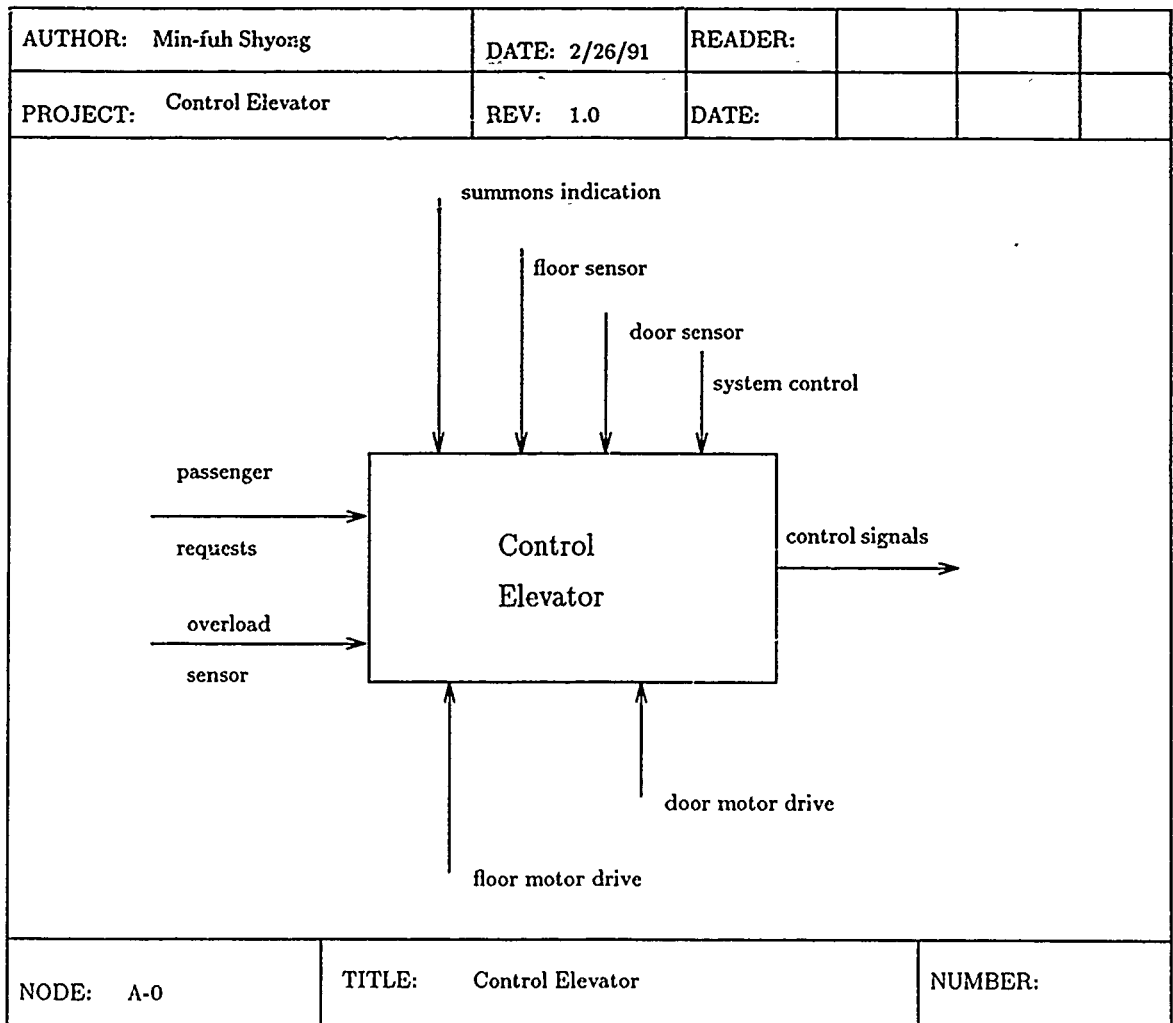 AUTHOR: Min-fuh Shyong
DATE: 2/26/91
READER:
PROJECT: Control Elevator
REV: 1.0
DATE:
summons indication
floor sensor
door sensor
system control
passenger
requests
overload
sensor
Control
Elevator
control signals
door motor drive
floor motor drive
NODE: A-0
TITLE: Control Elevator
NUMBER: